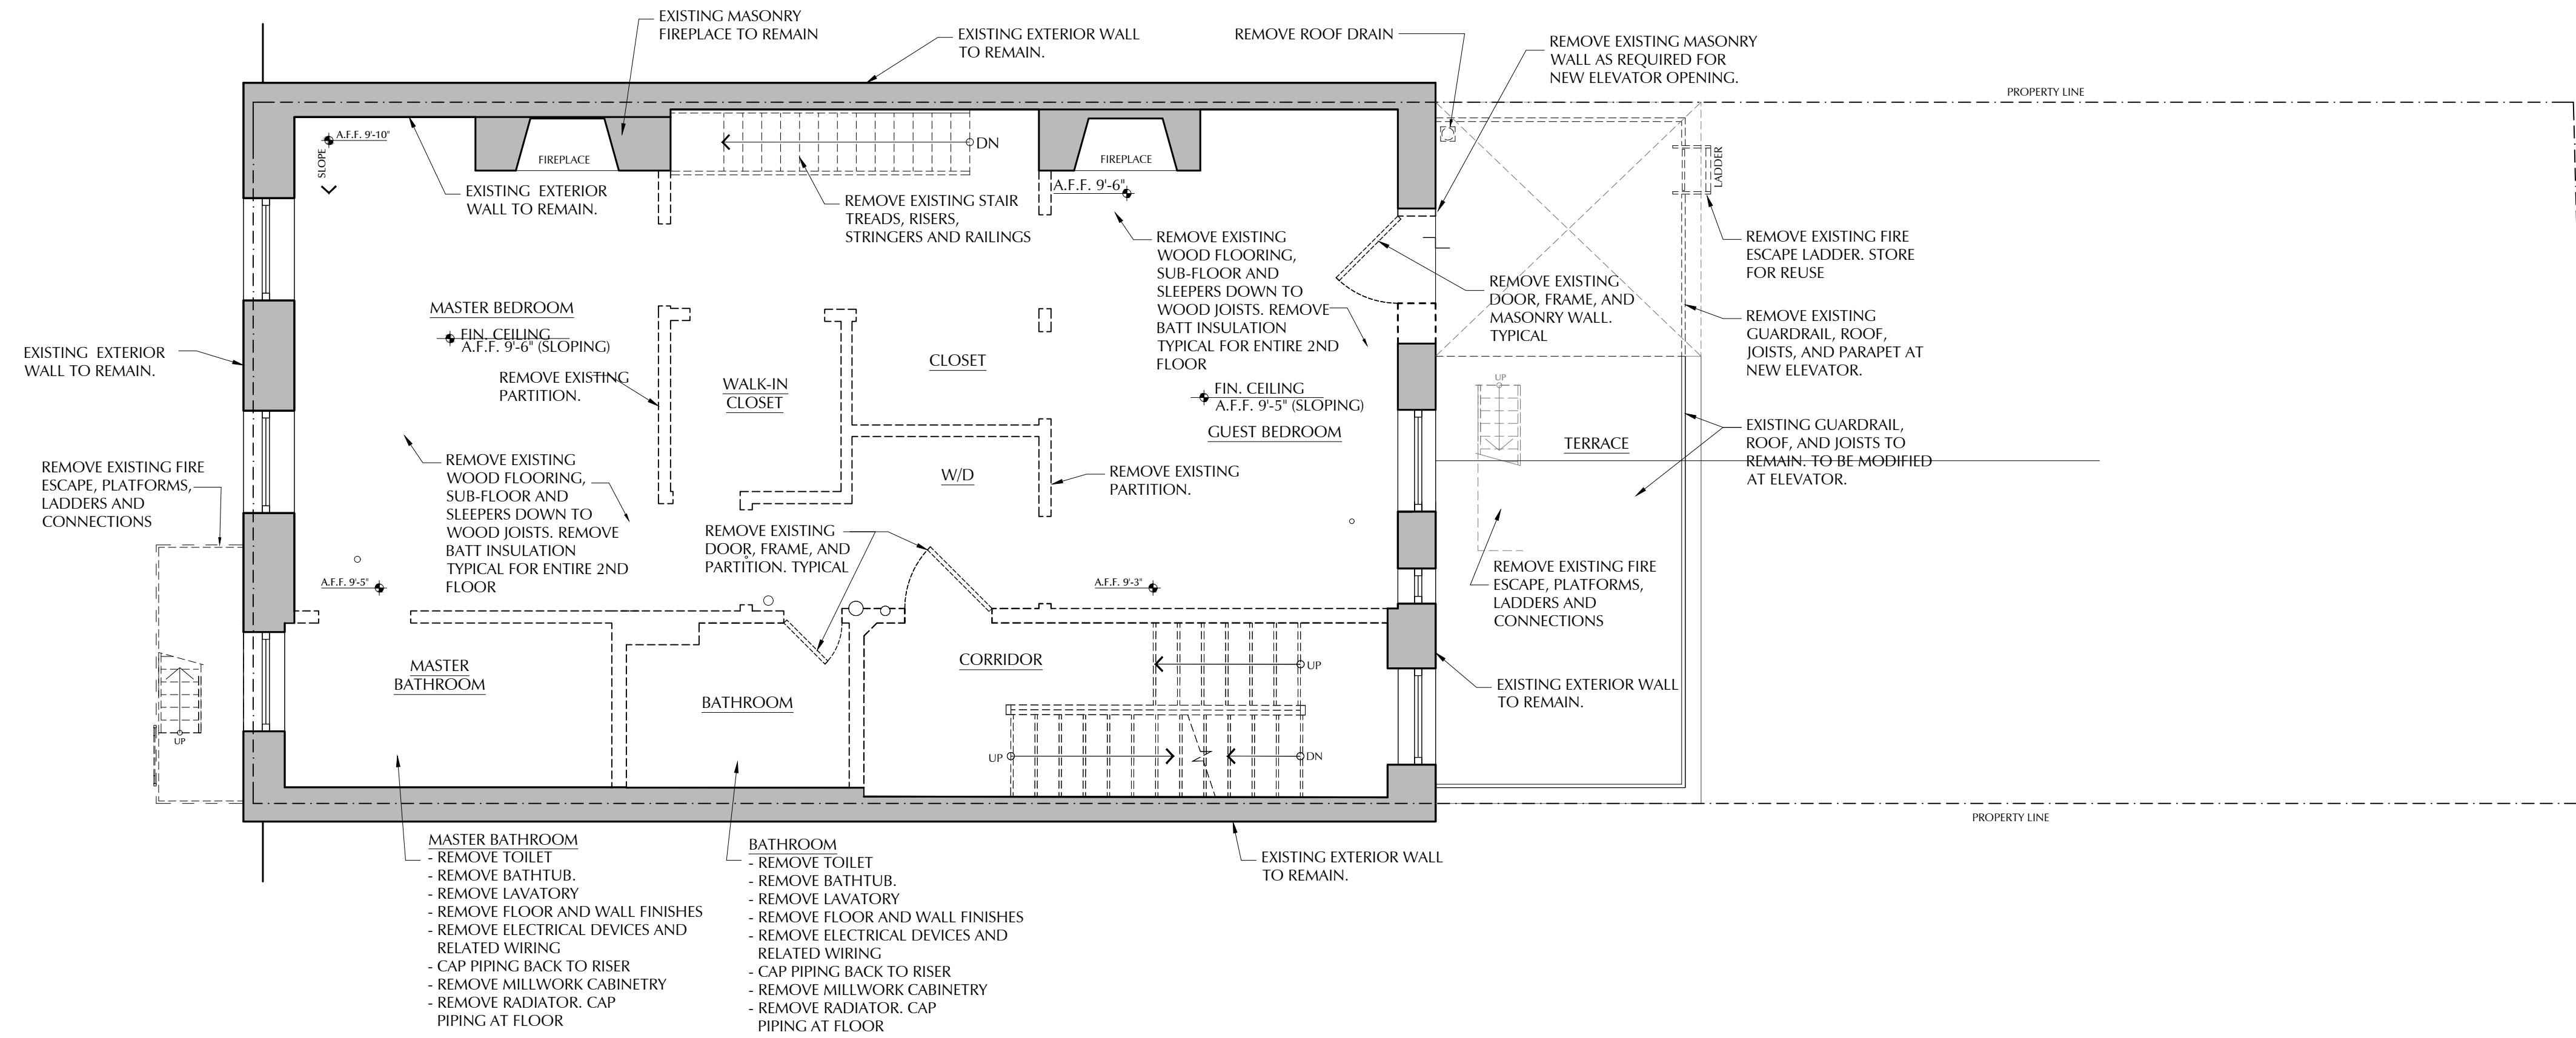 EXISTING MASONRY
FIREPLACE TO REMAIN
EXISTING EXTERIOR WALL
TO REMAIN.
REMOVE ROOF DRAIN
REMOVE EXISTING MASONRY
WALL AS REQUIRED FOR
NEW ELEVATOR OPENING.
PROPERTY LINE
A.F.F. 9'-10"
SLOPE
FIREPLACE
DN
FIREPLACE
LADDER
EXISTING EXTERIOR
WALL TO REMAIN.
REMOVE EXISTING STAIR
TREADS, RISERS,
STRINGERS AND RAILINGS
A.F.F. 9'-6"
REMOVE EXISTING
WOOD FLOORING,
SUB-FLOOR AND
SLEEPERS DOWN TO
WOOD JOISTS. REMOVE
BATT INSULATION
TYPICAL FOR ENTIRE 2ND
FLOOR
REMOVE EXISTING
DOOR, FRAME, AND
MASONRY WALL.
TYPICAL
REMOVE EXISTING FIRE
ESCAPE LADDER. STORE
FOR REUSE
REMOVE EXISTING
GUARDRAIL, ROOF,
JOISTS, AND PARAPET AT
NEW ELEVATOR.
MASTER BEDROOM
FIN. CEILING
A.F.F. 9'-6" (SLOPING)
EXISTING EXTERIOR
WALL TO REMAIN.
REMOVE EXISTING
PARTITION.
WALK-IN
CLOSET
CLOSET
FIN. CEILING
A.F.F. 9'-5" (SLOPING)
GUEST BEDROOM
UP
TERRACE
EXISTING GUARDRAIL,
ROOF, AND JOISTS TO
REMAIN. TO BE MODIFIED
AT ELEVATOR.
REMOVE EXISTING FIRE
ESCAPE, PLATFORMS,
LADDERS AND
CONNECTIONS
REMOVE EXISTING
WOOD FLOORING,
SUB-FLOOR AND
SLEEPERS DOWN TO
WOOD JOISTS. REMOVE
BATT INSULATION
TYPICAL FOR ENTIRE 2ND
FLOOR
W/D
REMOVE EXISTING
PARTITION.
REMOVE EXISTING
DOOR, FRAME, AND
PARTITION. TYPICAL
A.F.F. 9'-5"
A.F.F. 9'-3"
REMOVE EXISTING FIRE
ESCAPE, PLATFORMS,
LADDERS AND
CONNECTIONS
MASTER
BATHROOM
BATHROOM
CORRIDOR
UP
UP
DN
UP
EXISTING EXTERIOR WALL
TO REMAIN.
PROPERTY LINE
MASTER BATHROOM
- REMOVE TOILET
- REMOVE BATHTUB.
- REMOVE LAVATORY
- REMOVE FLOOR AND WALL FINISHES
- REMOVE ELECTRICAL DEVICES AND
RELATED WIRING
- CAP PIPING BACK TO RISER
- REMOVE MILLWORK CABINETRY
- REMOVE RADIATOR. CAP
PIPING AT FLOOR
BATHROOM
- REMOVE TOILET
- REMOVE BATHTUB.
- REMOVE LAVATORY
- REMOVE FLOOR AND WALL FINISHES
- REMOVE ELECTRICAL DEVICES AND
RELATED WIRING
- CAP PIPING BACK TO RISER
- REMOVE MILLWORK CABINETRY
- REMOVE RADIATOR. CAP
PIPING AT FLOOR
EXISTING EXTERIOR WALL
TO REMAIN.